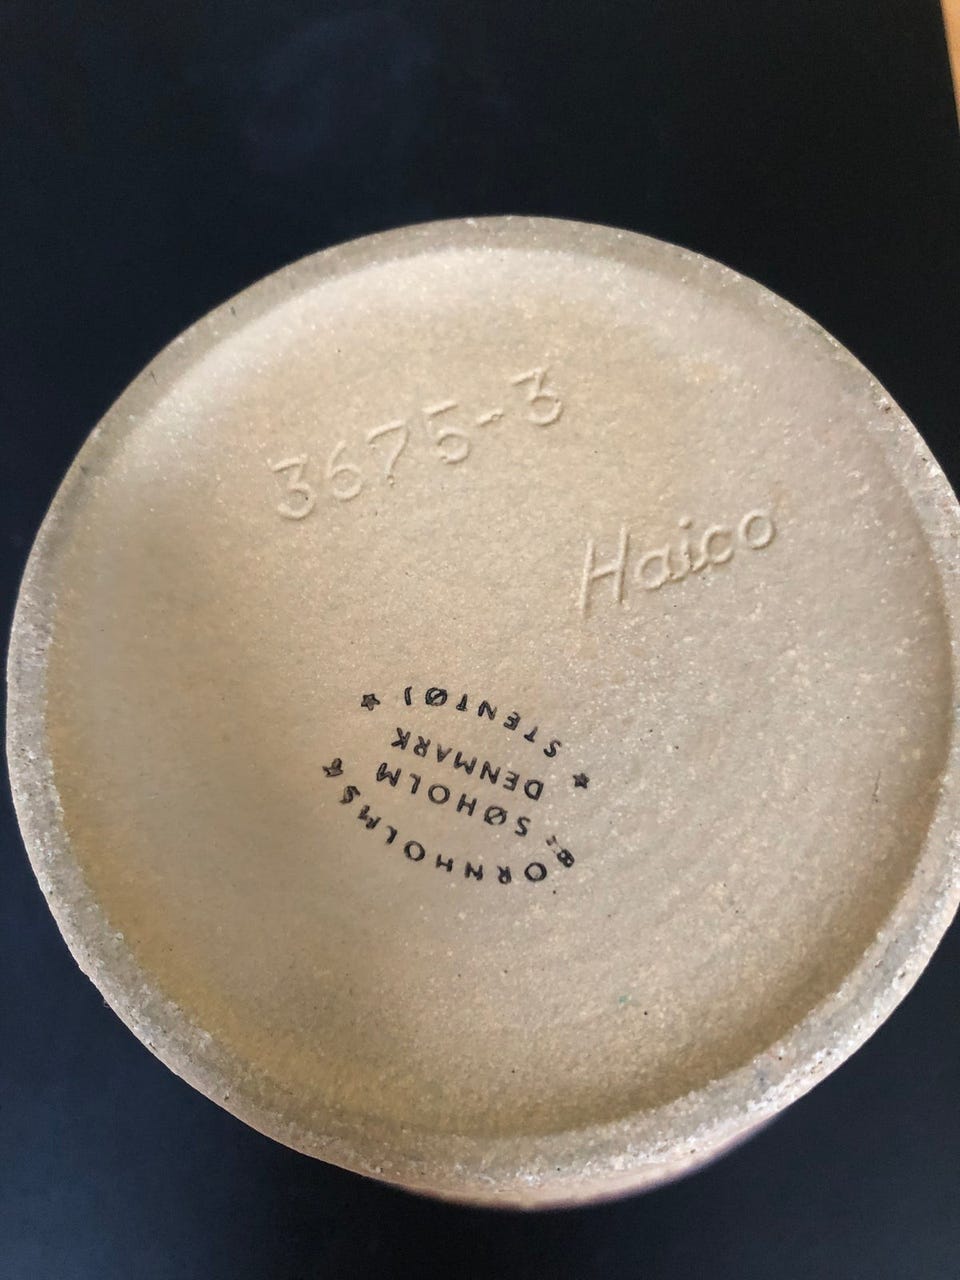 3675-3
Haico
BORNHOLMS
SØHOLM
DENMARK
STENTØJ